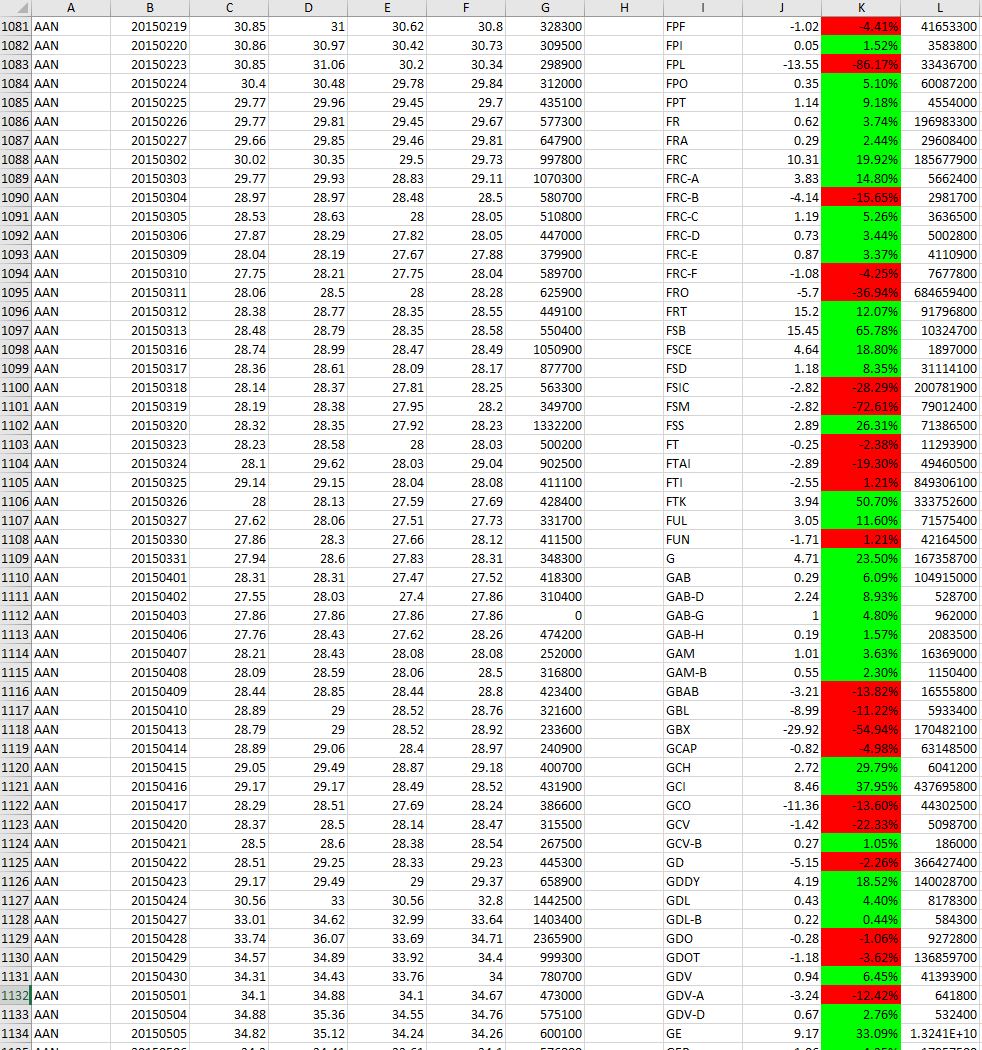 A B C D E F G H I J K L
1081 AAN 20150219 30.85 31 30.62 30.8 328300 FPF -1.02 -4.41% 41653300
1082 AAN 20150220 30.86 30.97 30.42 30.73 309500 FPI 0.05 1.52% 3583800
1083 AAN 20150223 30.85 31.06 30.2 30.34 298900 FPL -13.55 -86.17% 33436700
1084 AAN 20150224 30.4 30.48 29.78 29.84 312000 FPO 0.35 5.10% 60087200
1085 AAN 20150225 29.77 29.96 29.45 29.7 435100 FPT 1.14 9.18% 4554000
1086 AAN 20150226 29.77 29.81 29.45 29.67 577300 FR 0.62 3.74% 196983300
1087 AAN 20150227 29.66 29.85 29.46 29.81 647900 FRA 0.29 2.44% 29608400
1088 AAN 20150302 30.02 30.35 29.5 29.73 997800 FRC 10.31 19.92% 185677900
1089 AAN 20150303 29.77 29.93 28.83 29.11 1070300 FRC-A 3.83 14.80% 5662400
1090 AAN 20150304 28.97 28.97 28.48 28.5 580700 FRC-B -4.14 -15.65% 2981700
1091 AAN 20150305 28.53 28.63 28 28.05 510800 FRC-C 1.19 5.26% 3636500
1092 AAN 20150306 27.87 28.29 27.82 28.05 447000 FRC-D 0.73 3.44% 5002800
1093 AAN 20150309 28.04 28.19 27.67 27.88 379900 FRC-E 0.87 3.37% 4110900
1094 AAN 20150310 27.75 28.21 27.75 28.04 589700 FRC-F -1.08 -4.25% 7677800
1095 AAN 20150311 28.06 28.5 28 28.28 625900 FRO -5.7 -36.94% 684659400
1096 AAN 20150312 28.38 28.77 28.35 28.55 449100 FRT 15.2 12.07% 91796800
1097 AAN 20150313 28.48 28.79 28.35 28.58 550400 FSB 15.45 65.78% 10324700
1098 AAN 20150316 28.74 28.99 28.47 28.49 1050900 FSCE 4.64 18.80% 1897000
1099 AAN 20150317 28.36 28.61 28.09 28.17 877700 FSD 1.18 8.35% 31114100
1100 AAN 20150318 28.14 28.37 27.81 28.25 563300 FSIC -2.82 -28.29% 200781900
1101 AAN 20150319 28.19 28.38 27.95 28.2 349700 FSM -2.82 -72.61% 79012400
1102 AAN 20150320 28.32 28.35 27.92 28.23 1332200 FSS 2.89 26.31% 71386500
1103 AAN 20150323 28.23 28.58 28 28.03 500200 FT -0.25 -2.38% 11293900
1104 AAN 20150324 28.1 29.62 28.03 29.04 902500 FTAI -2.89 -19.30% 49460500
1105 AAN 20150325 29.14 29.15 28.04 28.08 411100 FTI -2.55 1.21% 849306100
1106 AAN 20150326 28 28.13 27.59 27.69 428400 FTK 3.94 50.70% 333752600
1107 AAN 20150327 27.62 28.06 27.51 27.73 331700 FUL 3.05 11.60% 71575400
1108 AAN 20150330 27.86 28.3 27.66 28.12 411500 FUN -1.71 1.21% 42164500
1109 AAN 20150331 27.94 28.6 27.83 28.31 348300 G 4.71 23.50% 167358700
1110 AAN 20150401 28.31 28.31 27.47 27.52 418300 GAB 0.29 6.09% 104915000
1111 AAN 20150402 27.55 28.03 27.4 27.86 310400 GAB-D 2.24 8.93% 528700
1112 AAN 20150403 27.86 27.86 27.86 27.86 0 GAB-G 1 4.80% 962000
1113 AAN 20150406 27.76 28.43 27.62 28.26 474200 GAB-H 0.19 1.57% 2083500
1114 AAN 20150407 28.21 28.43 28.08 28.08 252000 GAM 1.01 3.63% 16369000
1115 AAN 20150408 28.09 28.59 28.06 28.5 316800 GAM-B 0.55 2.30% 1150400
1116 AAN 20150409 28.44 28.85 28.44 28.8 423400 GBAB -3.21 -13.82% 16555800
1117 AAN 20150410 28.89 29 28.52 28.76 321600 GBL -8.99 -11.22% 5933400
1118 AAN 20150413 28.79 29 28.52 28.92 233600 GBX -29.92 -54.94% 170482100
1119 AAN 20150414 28.89 29.06 28.4 28.97 240900 GCAP -0.82 -4.98% 63148500
1120 AAN 20150415 29.05 29.49 28.87 29.18 400700 GCH 2.72 29.79% 6041200
1121 AAN 20150416 29.17 29.17 28.49 28.52 431900 GCI 8.46 37.95% 437695800
1122 AAN 20150417 28.29 28.51 27.69 28.24 386600 GCO -11.36 -13.60% 44302500
1123 AAN 20150420 28.37 28.5 28.14 28.47 315500 GCV -1.42 -22.33% 5098700
1124 AAN 20150421 28.5 28.6 28.38 28.54 267500 GCV-B 0.27 1.05% 186000
1125 AAN 20150422 28.51 29.25 28.33 29.23 445300 GD -5.15 -2.26% 366427400
1126 AAN 20150423 29.17 29.49 29 29.37 658900 GDDY 4.19 18.52% 140028700
1127 AAN 20150424 30.56 33 30.56 32.8 1442500 GDL 0.43 4.40% 8178300
1128 AAN 20150427 33.01 34.62 32.99 33.64 1403400 GDL-B 0.22 0.44% 584300
1129 AAN 20150428 33.74 36.07 33.69 34.71 2365900 GDO -0.28 -1.06% 9272800
1130 AAN 20150429 34.57 34.89 33.92 34.4 999300 GDOT -1.18 -3.62% 136859700
1131 AAN 20150430 34.31 34.43 33.76 34 780700 GDV 0.94 6.45% 41393900
1132 AAN 20150501 34.1 34.88 34.1 34.67 473000 GDV-A -3.24 -12.42% 641800
1133 AAN 20150504 34.88 35.36 34.55 34.76 575100 GDV-D 0.67 2.76% 532400
1134 AAN 20150505 34.82 35.12 34.24 34.26 600100 GE 9.17 33.09% 1.3241E+10